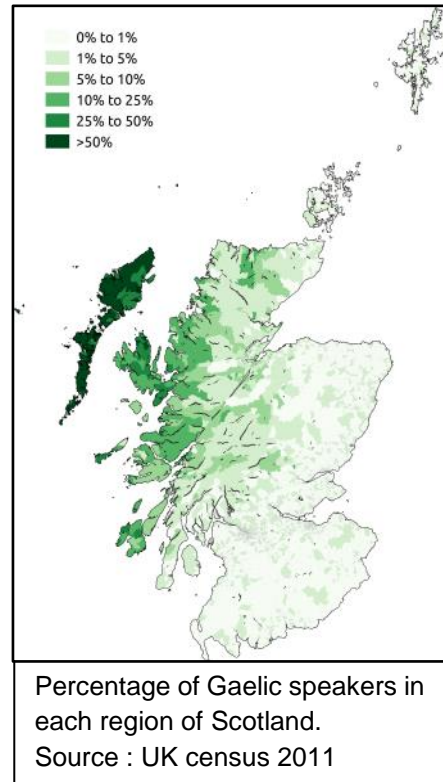 0% to 1%
1% to 5%
5% to 10%
10% to 25%
25% to 50%
>50%
Percentage of Gaelic speakers in
each region of Scotland.
Source : UK census 2011